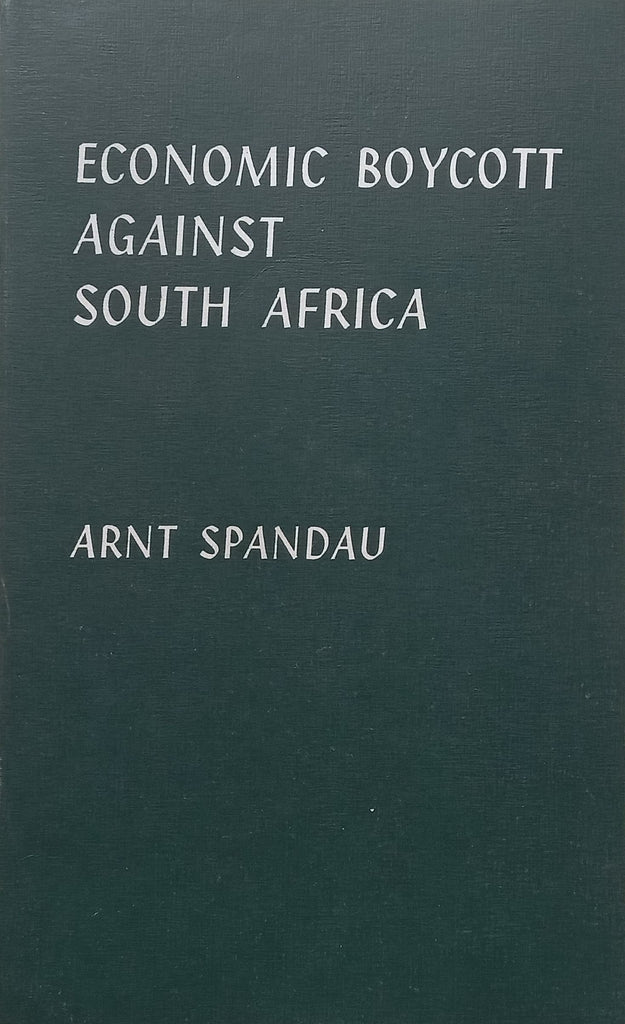 ECONOMIC BOYCOTT
AGAINST
SOUTH AFRICA
ARNT SPANDAU